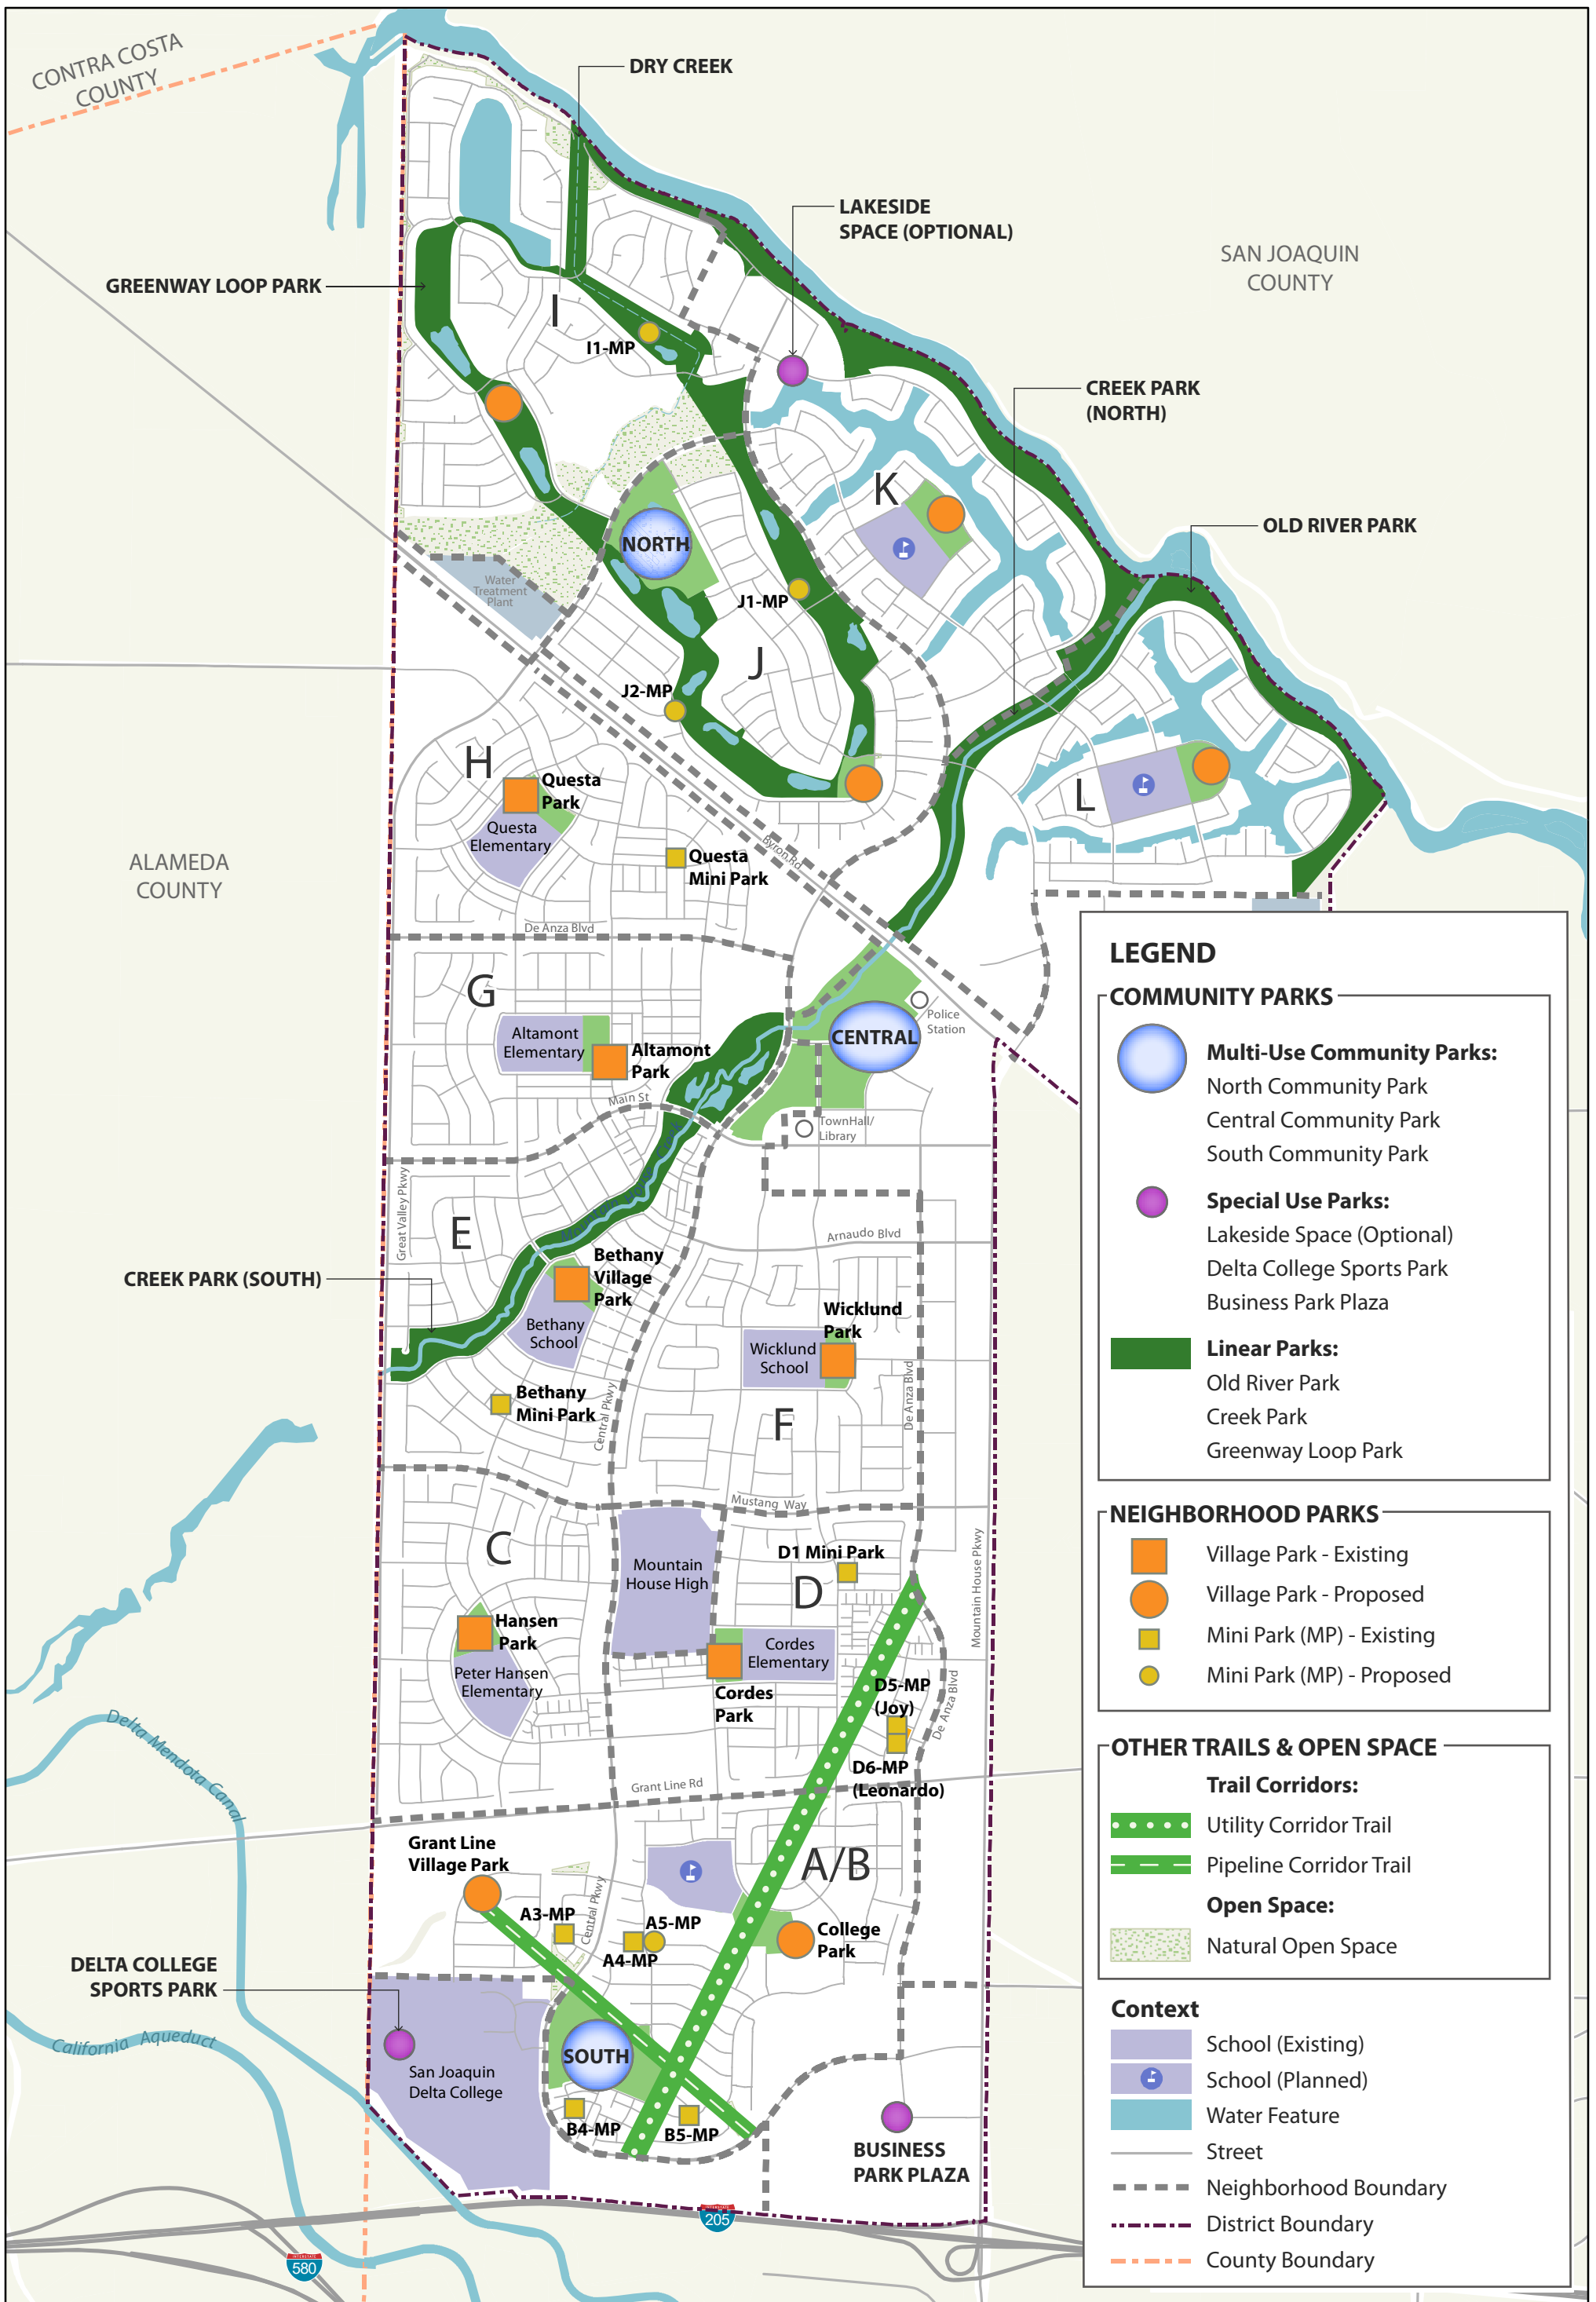 CONTRA COSTA
COUNTY
DRY CREEK
LAKESIDE
SPACE (OPTIONAL)
SAN JOAQUIN
COUNTY
GREENWAY LOOP PARK
I
I1-MP
CREEK PARK
(NORTH)
K
OLD RIVER PARK
NORTH
Water
Treatment
Plant
J1-MP
J
J2-MP
H
Questa
Park
Questa
Elementary
L
Questa
Mini Park
Byron Rd
ALAMEDA
COUNTY
De Anza Blvd
G
Altamont
Elementary
Altamont
Park
CENTRAL
Police
Station
Main St
TownHall/
Library
Great Valley Pkwy
E
Arnaudo Blvd
Bethany
Village
Park
CREEK PARK (SOUTH)
Bethany
School
Wicklund
Park
Wicklund
School
De Anza Blvd
Bethany
Mini Park
Central Pkwy
F
Mustang Way
C
Mountain
House High
D1 Mini Park
D
Mountain House Pkwy
Hansen
Park
Peter Hansen
Elementary
Cordes
Elementary
Cordes
Park
D5-MP
(Joy)
De Anza Blvd
D6-MP
(Leonardo)
Delta Mendota Canal
Grant Line Rd
Grant Line
Village Park
A/B
A3-MP
Central Pkwy
A5-MP
A4-MP
College
Park
DELTA COLLEGE
SPORTS PARK
California Aqueduct
San Joaquin
Delta College
SOUTH
B4-MP
B5-MP
BUSINESS
PARK PLAZA
INTERSTATE
205
INTERSTATE
580
LEGEND
COMMUNITY PARKS
Multi-Use Community Parks:
North Community Park
Central Community Park
South Community Park
Special Use Parks:
Lakeside Space (Optional)
Delta College Sports Park
Business Park Plaza
Linear Parks:
Old River Park
Creek Park
Greenway Loop Park
NEIGHBORHOOD PARKS
Village Park - Existing
Village Park - Proposed
Mini Park (MP) - Existing
Mini Park (MP) - Proposed
OTHER TRAILS & OPEN SPACE
Trail Corridors:
Utility Corridor Trail
Pipeline Corridor Trail
Open Space:
Natural Open Space
Context
School (Existing)
School (Planned)
Water Feature
Street
Neighborhood Boundary
District Boundary
County Boundary